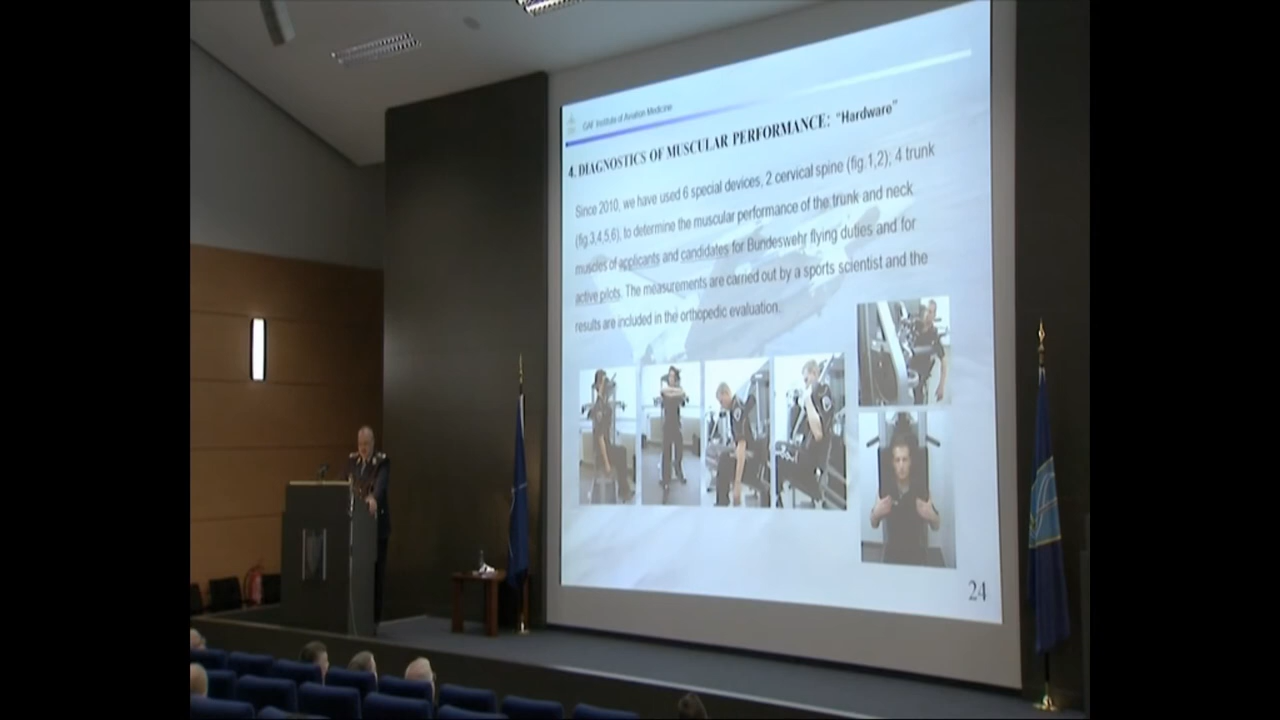 GAF Institute of Aviation Medicine
4. DIAGNOSTICS OF MUSCULAR PERFORMANCE: "Hardware"
Since 2010, we have used 6 special devices, 2 cervical spine (fig.1,2); 4 trunk
(fig.3,4,5,6), to determine the muscular performance of the trunk and neck
muscles of applicants and candidates for Bundeswehr flying duties and for
active pilots. The measurements are carried out by a sports scientist and the
results are included in the orthopedic evaluation.
24